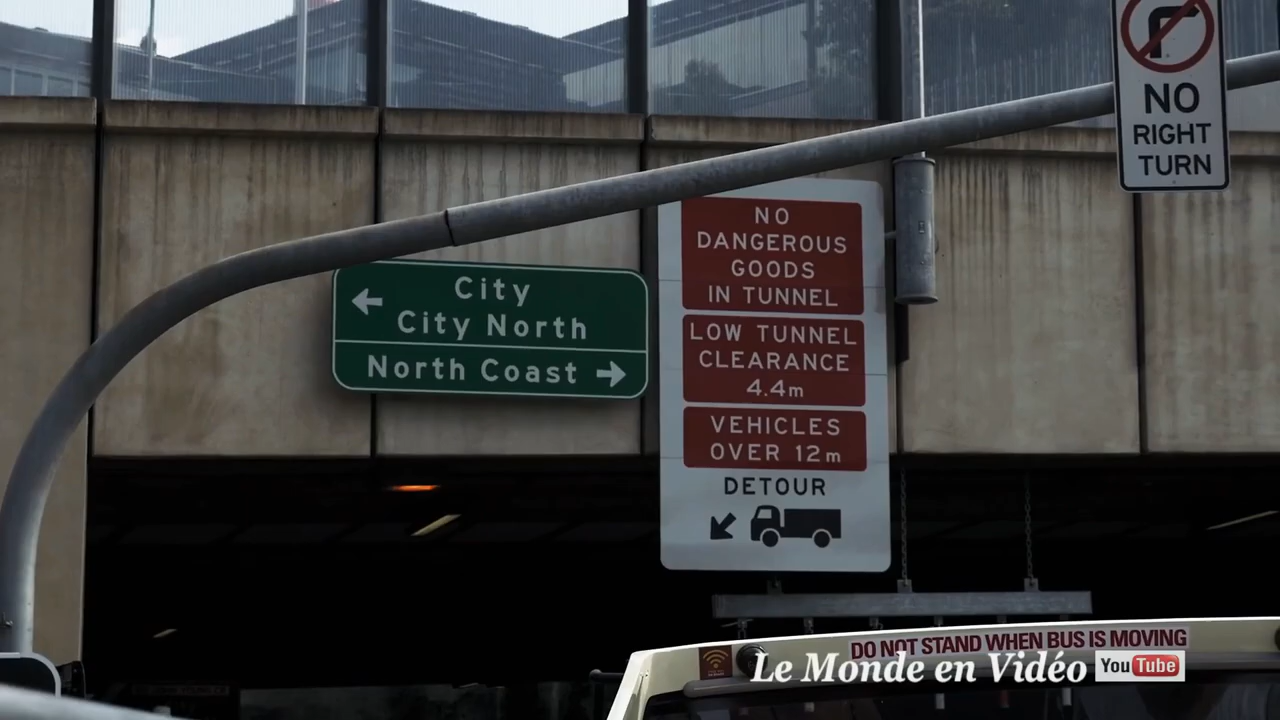 NO
RIGHT
TURN
NO
DANGEROUS
GOODS
IN TUNNEL
LOW TUNNEL
CLEARANCE
4.4m
VEHICLES
OVER 12m
DETOUR
City
City North
North Coast
DO NOT STAND WHEN BUS IS MOVING
Le Monde en Vidéo YouTube